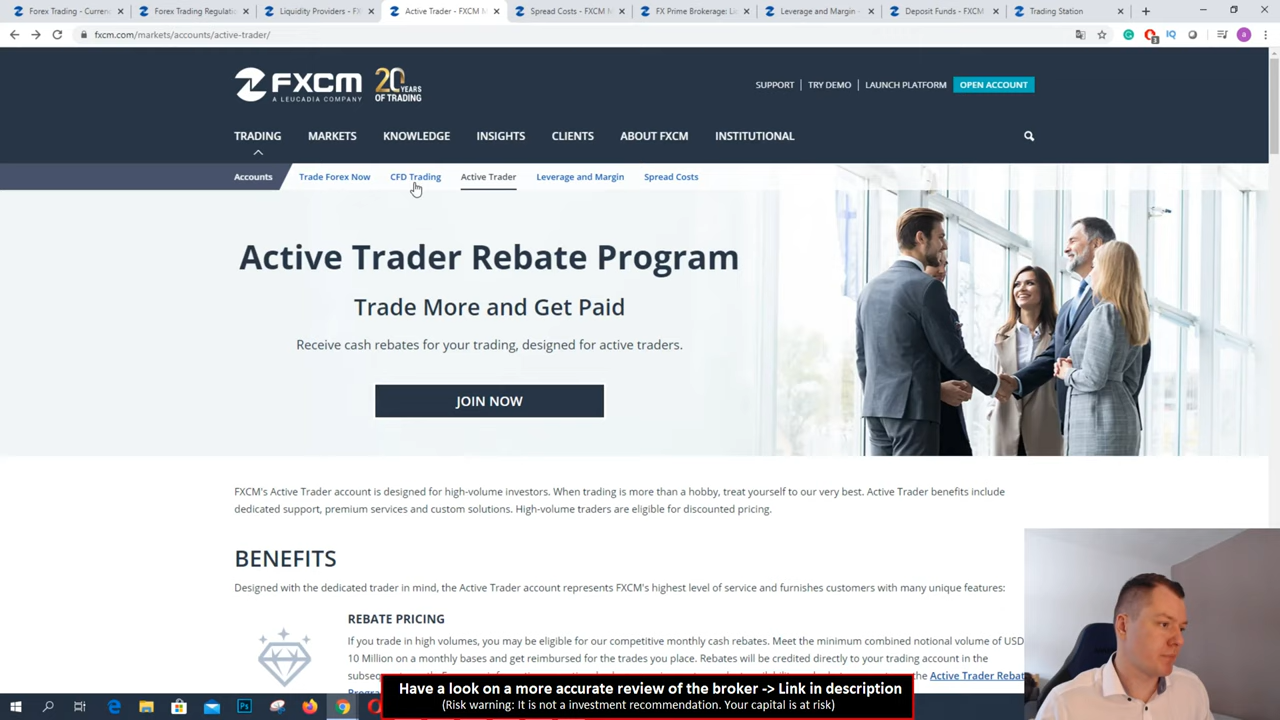 Forex Trading - Curren
Forex Trading Regulati
Liquidity Providers - FX
Active Trader - FXCM M
Spread Costs - FXCM M
FX Prime Brokerage: Li
Leverage and Margin -
Deposit Funds - FXCM
Trading Station
fxcm.com/markets/accounts/active-trader/
FXCM
A LEUCADIA COMPANY
20 YEARS
OF TRADING
SUPPORT | TRY DEMO | LAUNCH PLATFORM OPEN ACCOUNT
TRADING MARKETS KNOWLEDGE INSIGHTS CLIENTS ABOUT FXCM INSTITUTIONAL
Accounts Trade Forex Now CFD Trading Active Trader Leverage and Margin Spread Costs
Active Trader Rebate Program
Trade More and Get Paid
Receive cash rebates for your trading, designed for active traders.
JOIN NOW
FXCM's Active Trader account is designed for high-volume investors. When trading is more than a hobby, treat yourself to our very best. Active Trader benefits include
dedicated support, premium services and custom solutions. High-volume traders are eligible for discounted pricing.
BENEFITS
Designed with the dedicated trader in mind, the Active Trader account represents FXCM's highest level of service and furnishes customers with many unique features:
REBATE PRICING
If you trade in high volumes, you may be eligible for our competitive monthly cash rebates. Meet the minimum combined notional volume of USD
10 Million on a monthly bases and get reimbursed for the trades you place. Rebates will be credited directly to your trading account in the
Active Trader Rebat
Have a look on a more accurate review of the broker -> Link in description
(Risk warning: It is not a investment recommendation. Your capital is at risk)